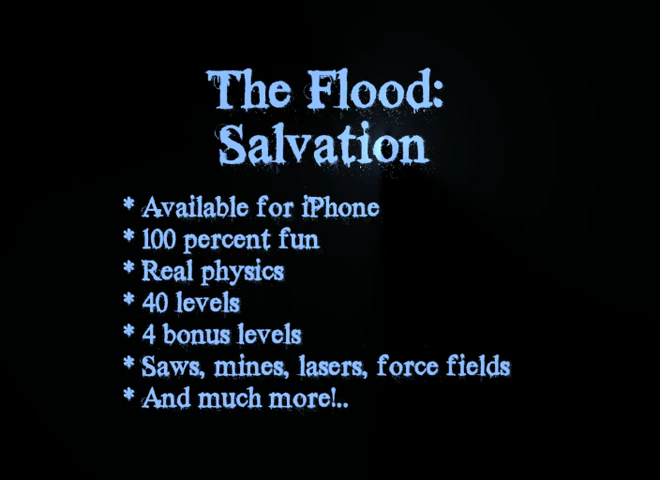 The Flood:
Salvation
* Available for iPhone
* 100 percent fun
* Real physics
* 40 levels
* 4 bonus levels
* Saws, mines, lasers, force fields
* And much more!..